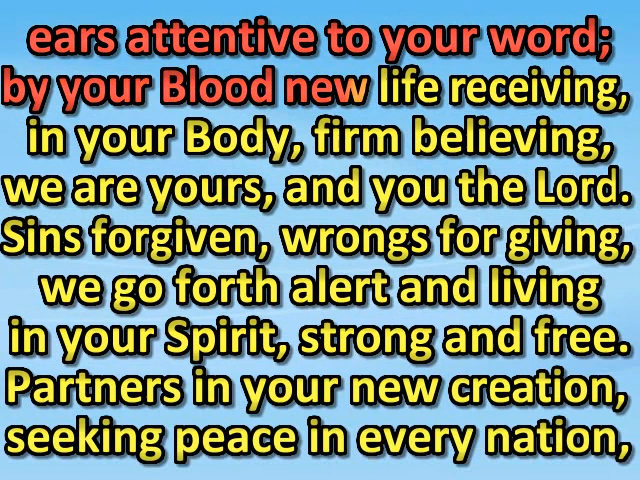 ears attentive to your word;
by your Blood new life receiving,
in your Body, firm believing,
we are yours, and you the Lord.
Sins forgiven, wrongs for giving,
we go forth alert and living
in your Spirit, strong and free.
Partners in your new creation,
seeking peace in every nation,